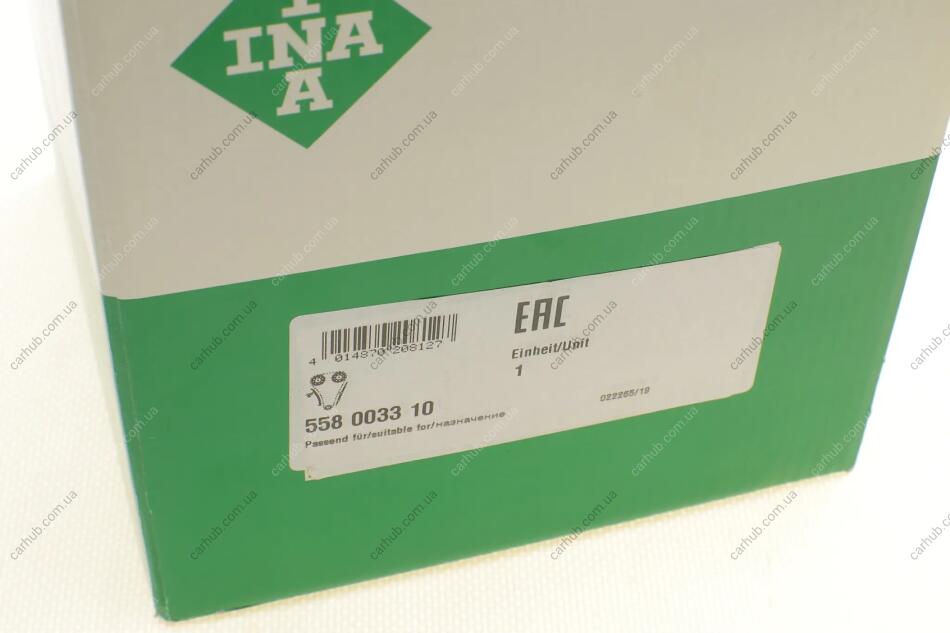 INA
A
EAC
4 014870 208127
Einheit/Unit
1
022265/19
558 0033 10
Passend für/suitable for/назначение
carhub.com.ua